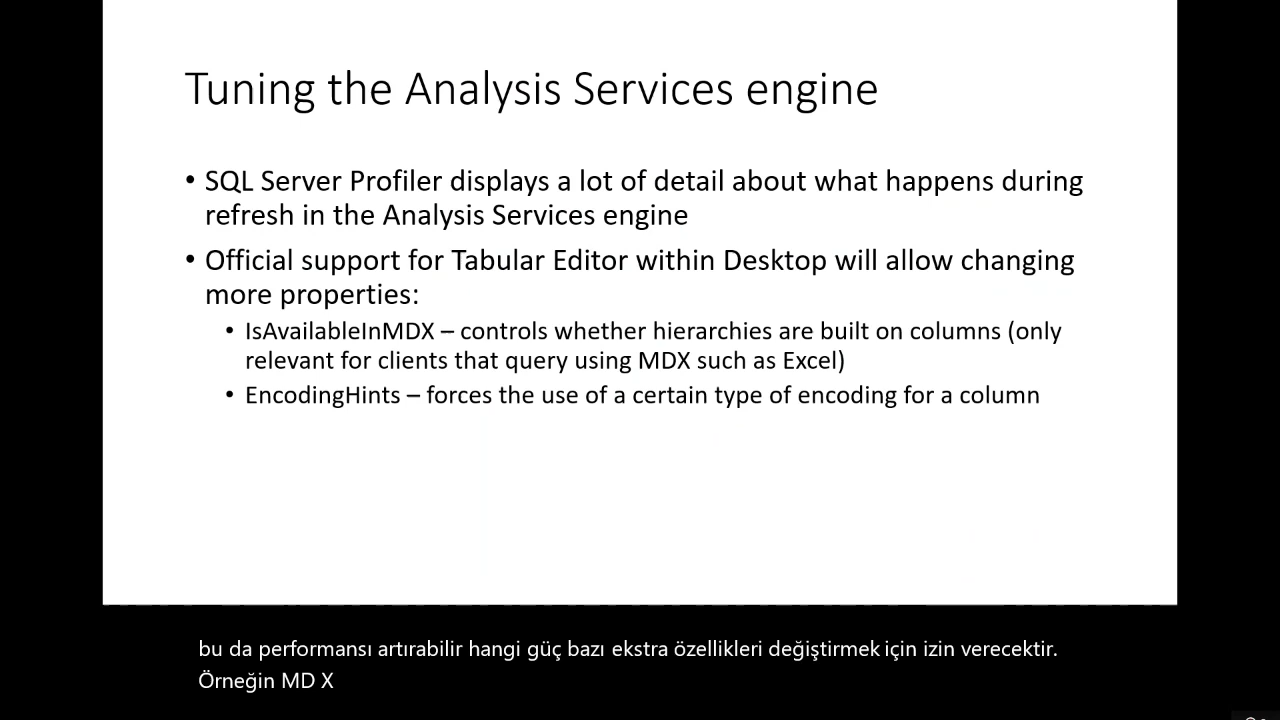 Tuning the Analysis Services engine
• SQL Server Profiler displays a lot of detail about what happens during
refresh in the Analysis Services engine
• Official support for Tabular Editor within Desktop will allow changing
more properties:
• IsAvailableInMDX – controls whether hierarchies are built on columns (only
relevant for clients that query using MDX such as Excel)
• EncodingHints – forces the use of a certain type of encoding for a column
bu da performansı artırabilir hangi güç bazı ekstra özellikleri değiştirmek için izin verecektir.
Örneğin MD X